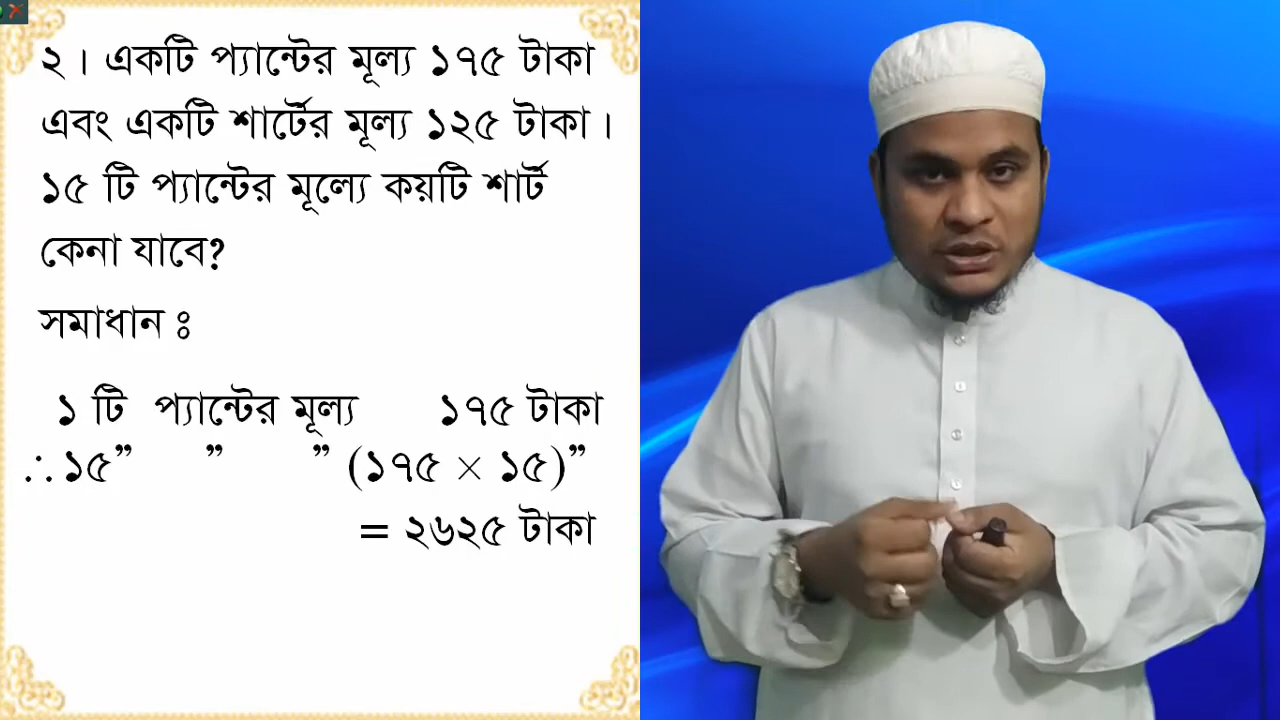 ২। একটি প্যান্টের মূল্য ১৭৫ টাকা
এবং একটি শার্টের মূল্য ১২৫ টাকা।
১৫ টি প্যান্টের মূল্যে কয়টি শার্ট
কেনা যাবে?
সমাধান ঃ
১ টি প্যান্টের মূল্য ১৭৫ টাকা
∴ ১৫ ” ” ” (১৭৫ × ১৫) ”
= ২৬২৫ টাকা